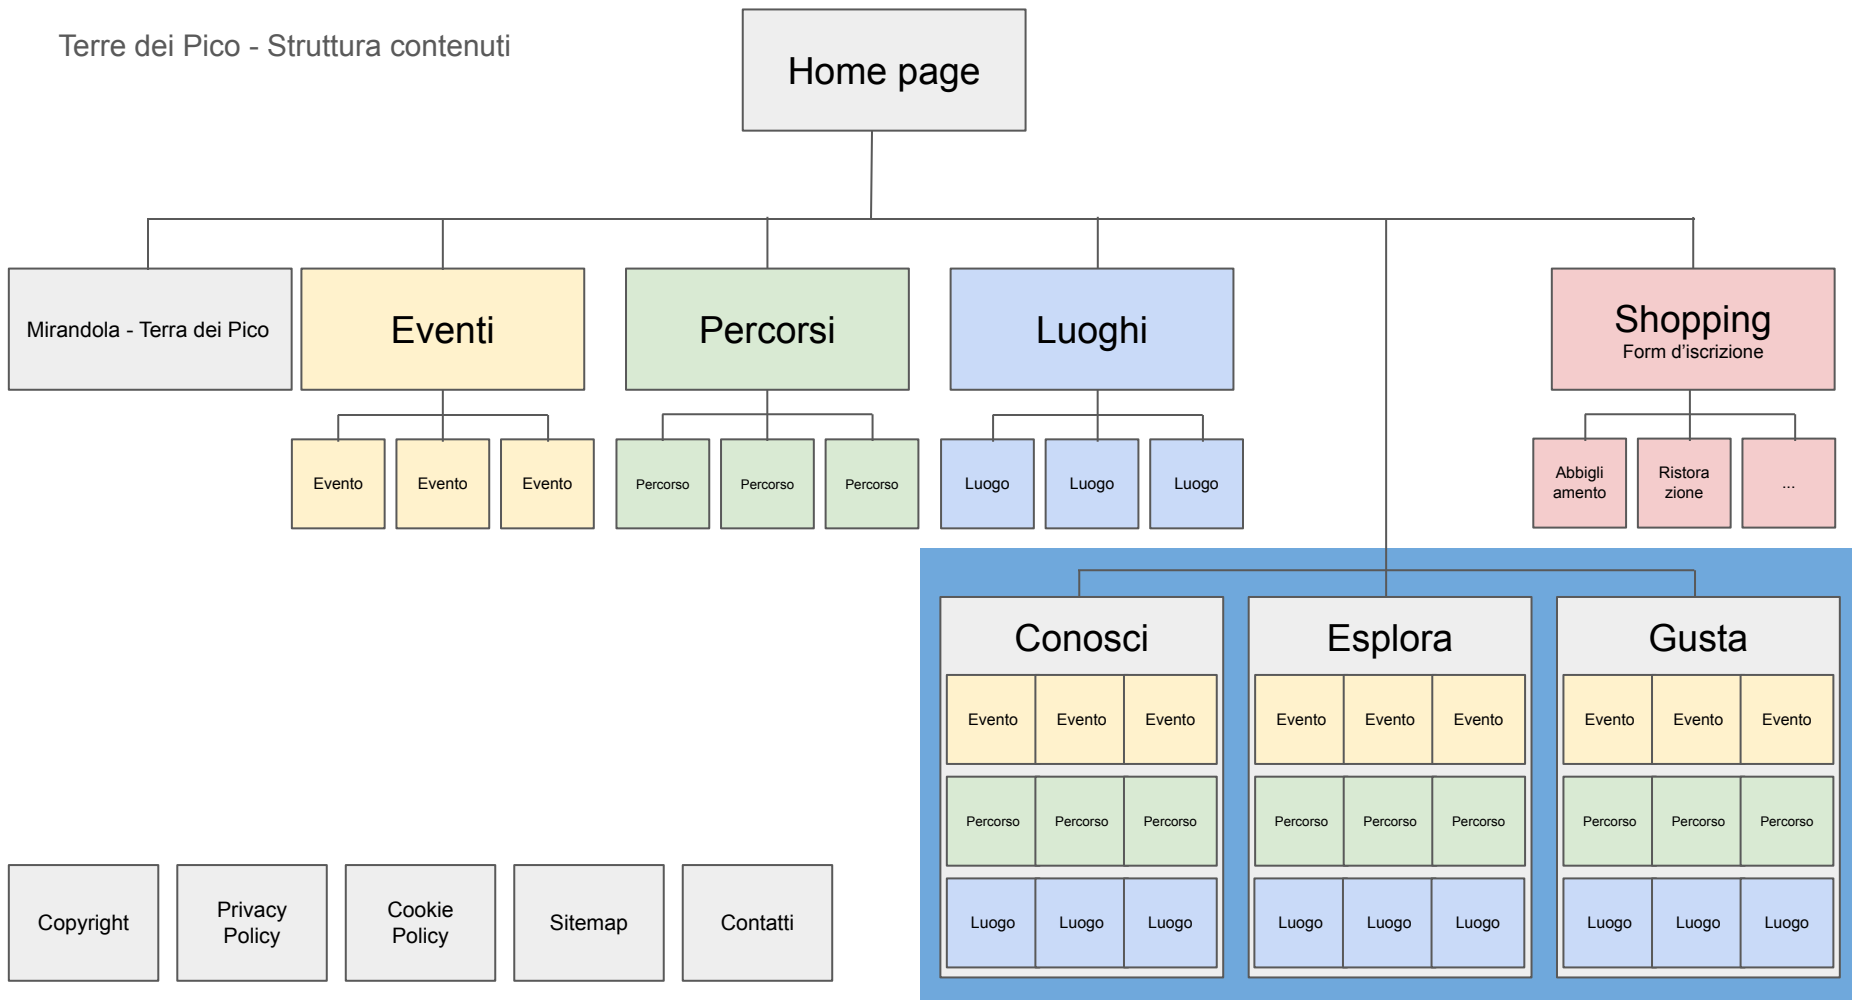 Terre dei Pico - Struttura contenuti
Home page
Mirandola - Terra dei Pico
Eventi
Percorsi
Luoghi
Shopping
Form d'iscrizione
Evento
Evento
Evento
Percorso
Percorso
Percorso
Luogo
Luogo
Luogo
Abbigli
amento
Ristora
zione
...
Conosci
Evento
Evento
Evento
Percorso
Percorso
Percorso
Luogo
Luogo
Luogo
Esplora
Evento
Evento
Evento
Percorso
Percorso
Percorso
Luogo
Luogo
Luogo
Gusta
Evento
Evento
Evento
Percorso
Percorso
Percorso
Luogo
Luogo
Luogo
Copyright
Privacy
Policy
Cookie
Policy
Sitemap
Contatti